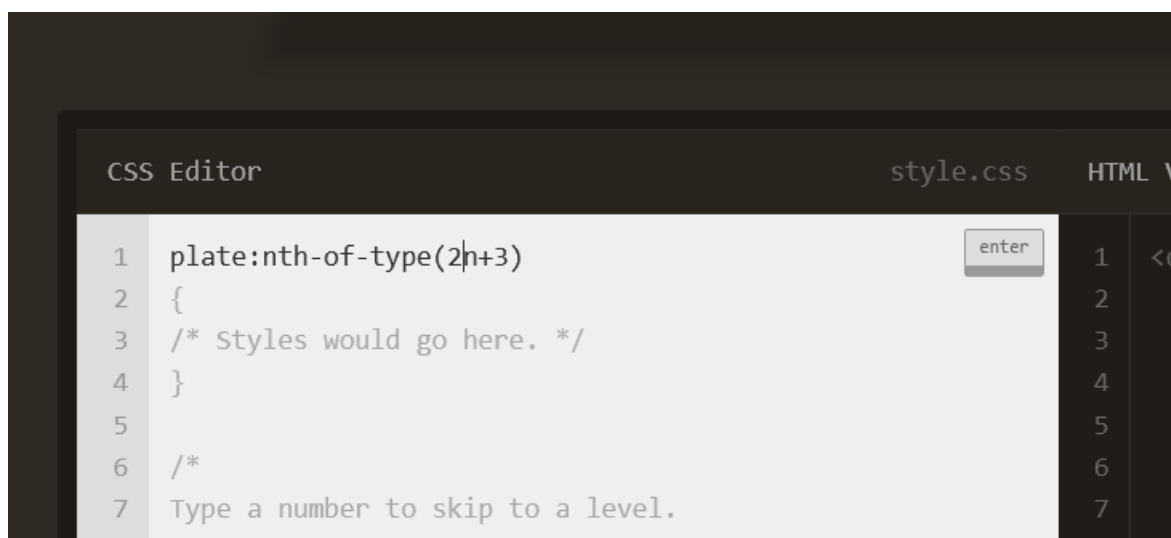 CSS Editor style.css HTML
1 plate:nth-of-type(2n+3) enter 1
2 { 2
3 /* Styles would go here. */ 3
4 } 4
5 5
6 /* 6
7 Type a number to skip to a level. 7